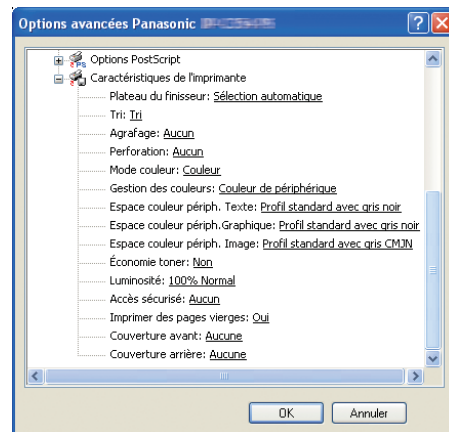 Options avancées Panasonic
Options PostScript
Caractéristiques de l'imprimante
Plateau du finisseur: Sélection automatique
Tri: Tri
Agrafage: Aucun
Perforation: Aucun
Mode couleur: Couleur
Gestion des couleurs: Couleur de périphérique
Espace couleur périph. Texte: Profil standard avec gris noir
Espace couleur périph.Graphique: Profil standard avec gris noir
Espace couleur périph. Image: Profil standard avec gris CMJN
Économie toner: Non
Luminosité: 100% Normal
Accès sécurisé: Aucun
Imprimer des pages vierges: Oui
Couverture avant: Aucune
Couverture arrière: Aucune
OK Annuler